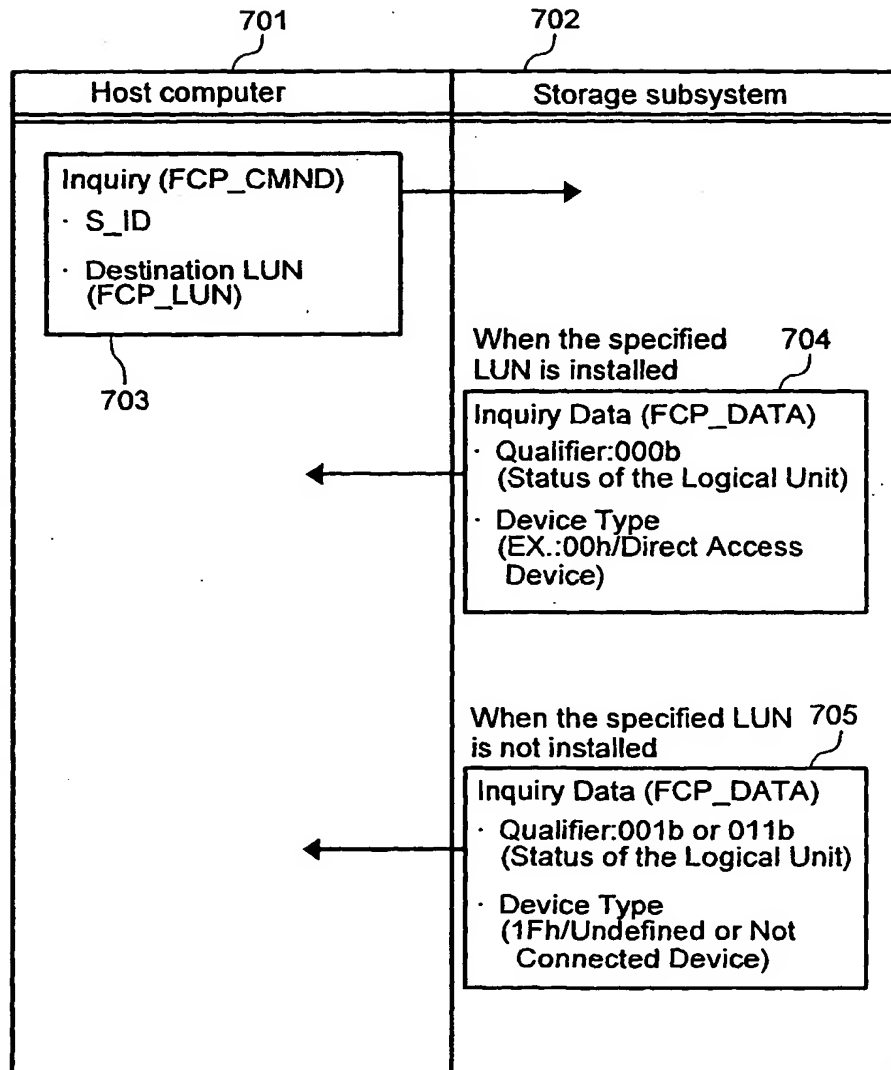 701
702
Host computer
Storage subsystem
Inquiry (FCP_CMND)
· S_ID
· Destination LUN
(FCP_LUN)
703
When the specified
LUN is installed
704
Inquiry Data (FCP_DATA)
· Qualifier:000b
(Status of the Logical Unit)
· Device Type
(EX.:00h/Direct Access
Device)
When the specified LUN
is not installed
705
Inquiry Data (FCP_DATA)
· Qualifier:001b or 011b
(Status of the Logical Unit)
· Device Type
(1Fh/Undefined or Not
Connected Device)